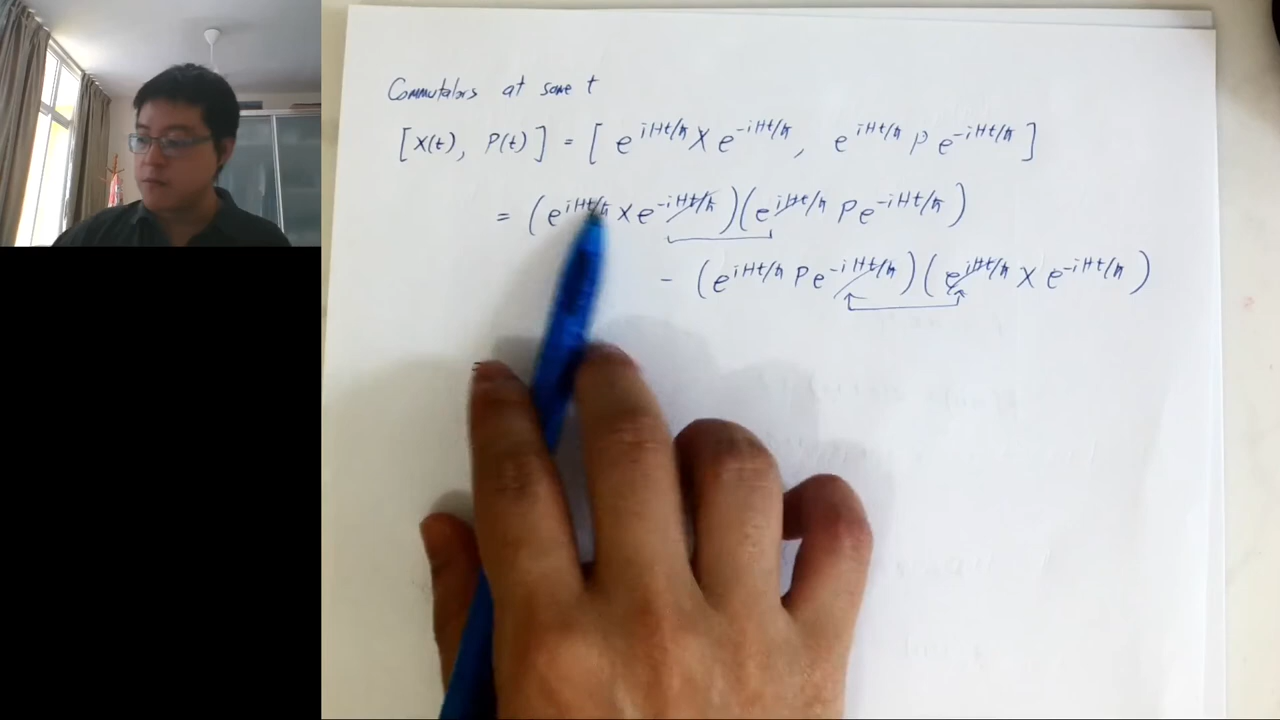 Commutators at same t
[X(t), P(t)] = [e^{iHt/ħ} X e^{-iHt/ħ}, e^{iHt/ħ} P e^{-iHt/ħ}]
= (e^{iHt/ħ} X e^{-iHt/ħ})(e^{iHt/ħ} P e^{-iHt/ħ})
- (e^{iHt/ħ} P e^{-iHt/ħ})(e^{iHt/ħ} X e^{-iHt/ħ})